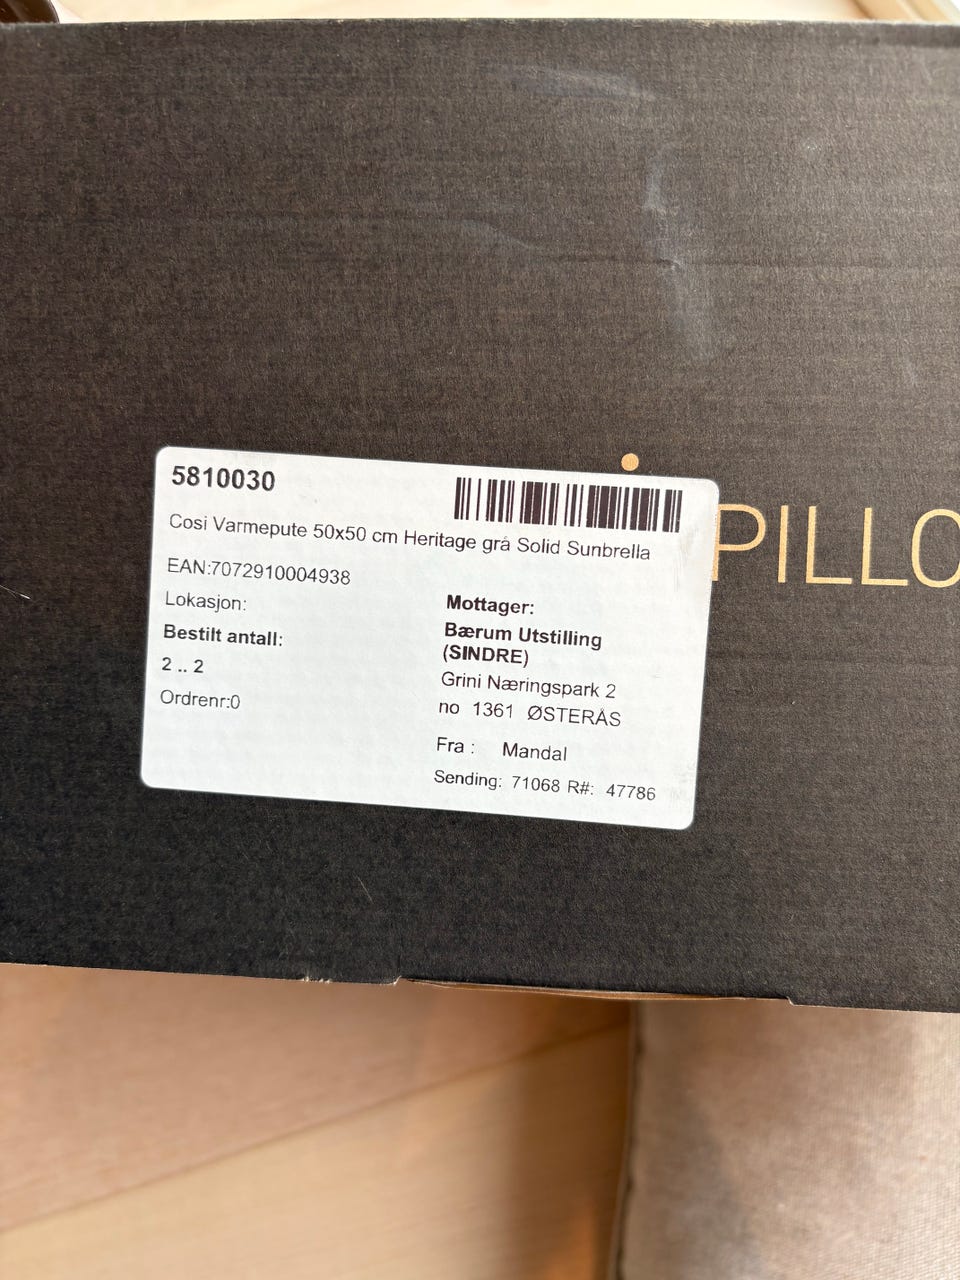 5810030
Cosi Varmepute 50x50 cm Heritage grå Solid Sunbrella
EAN:7072910004938
Lokasjon:
Bestilt antall:
2 .. 2
Ordrenr:0
Mottager:
Bærum Utstilling
(SINDRE)
Grini Næringspark 2
no 1361 ØSTERÅS
Fra : Mandal
Sending: 71068 R#: 47786
PILLO